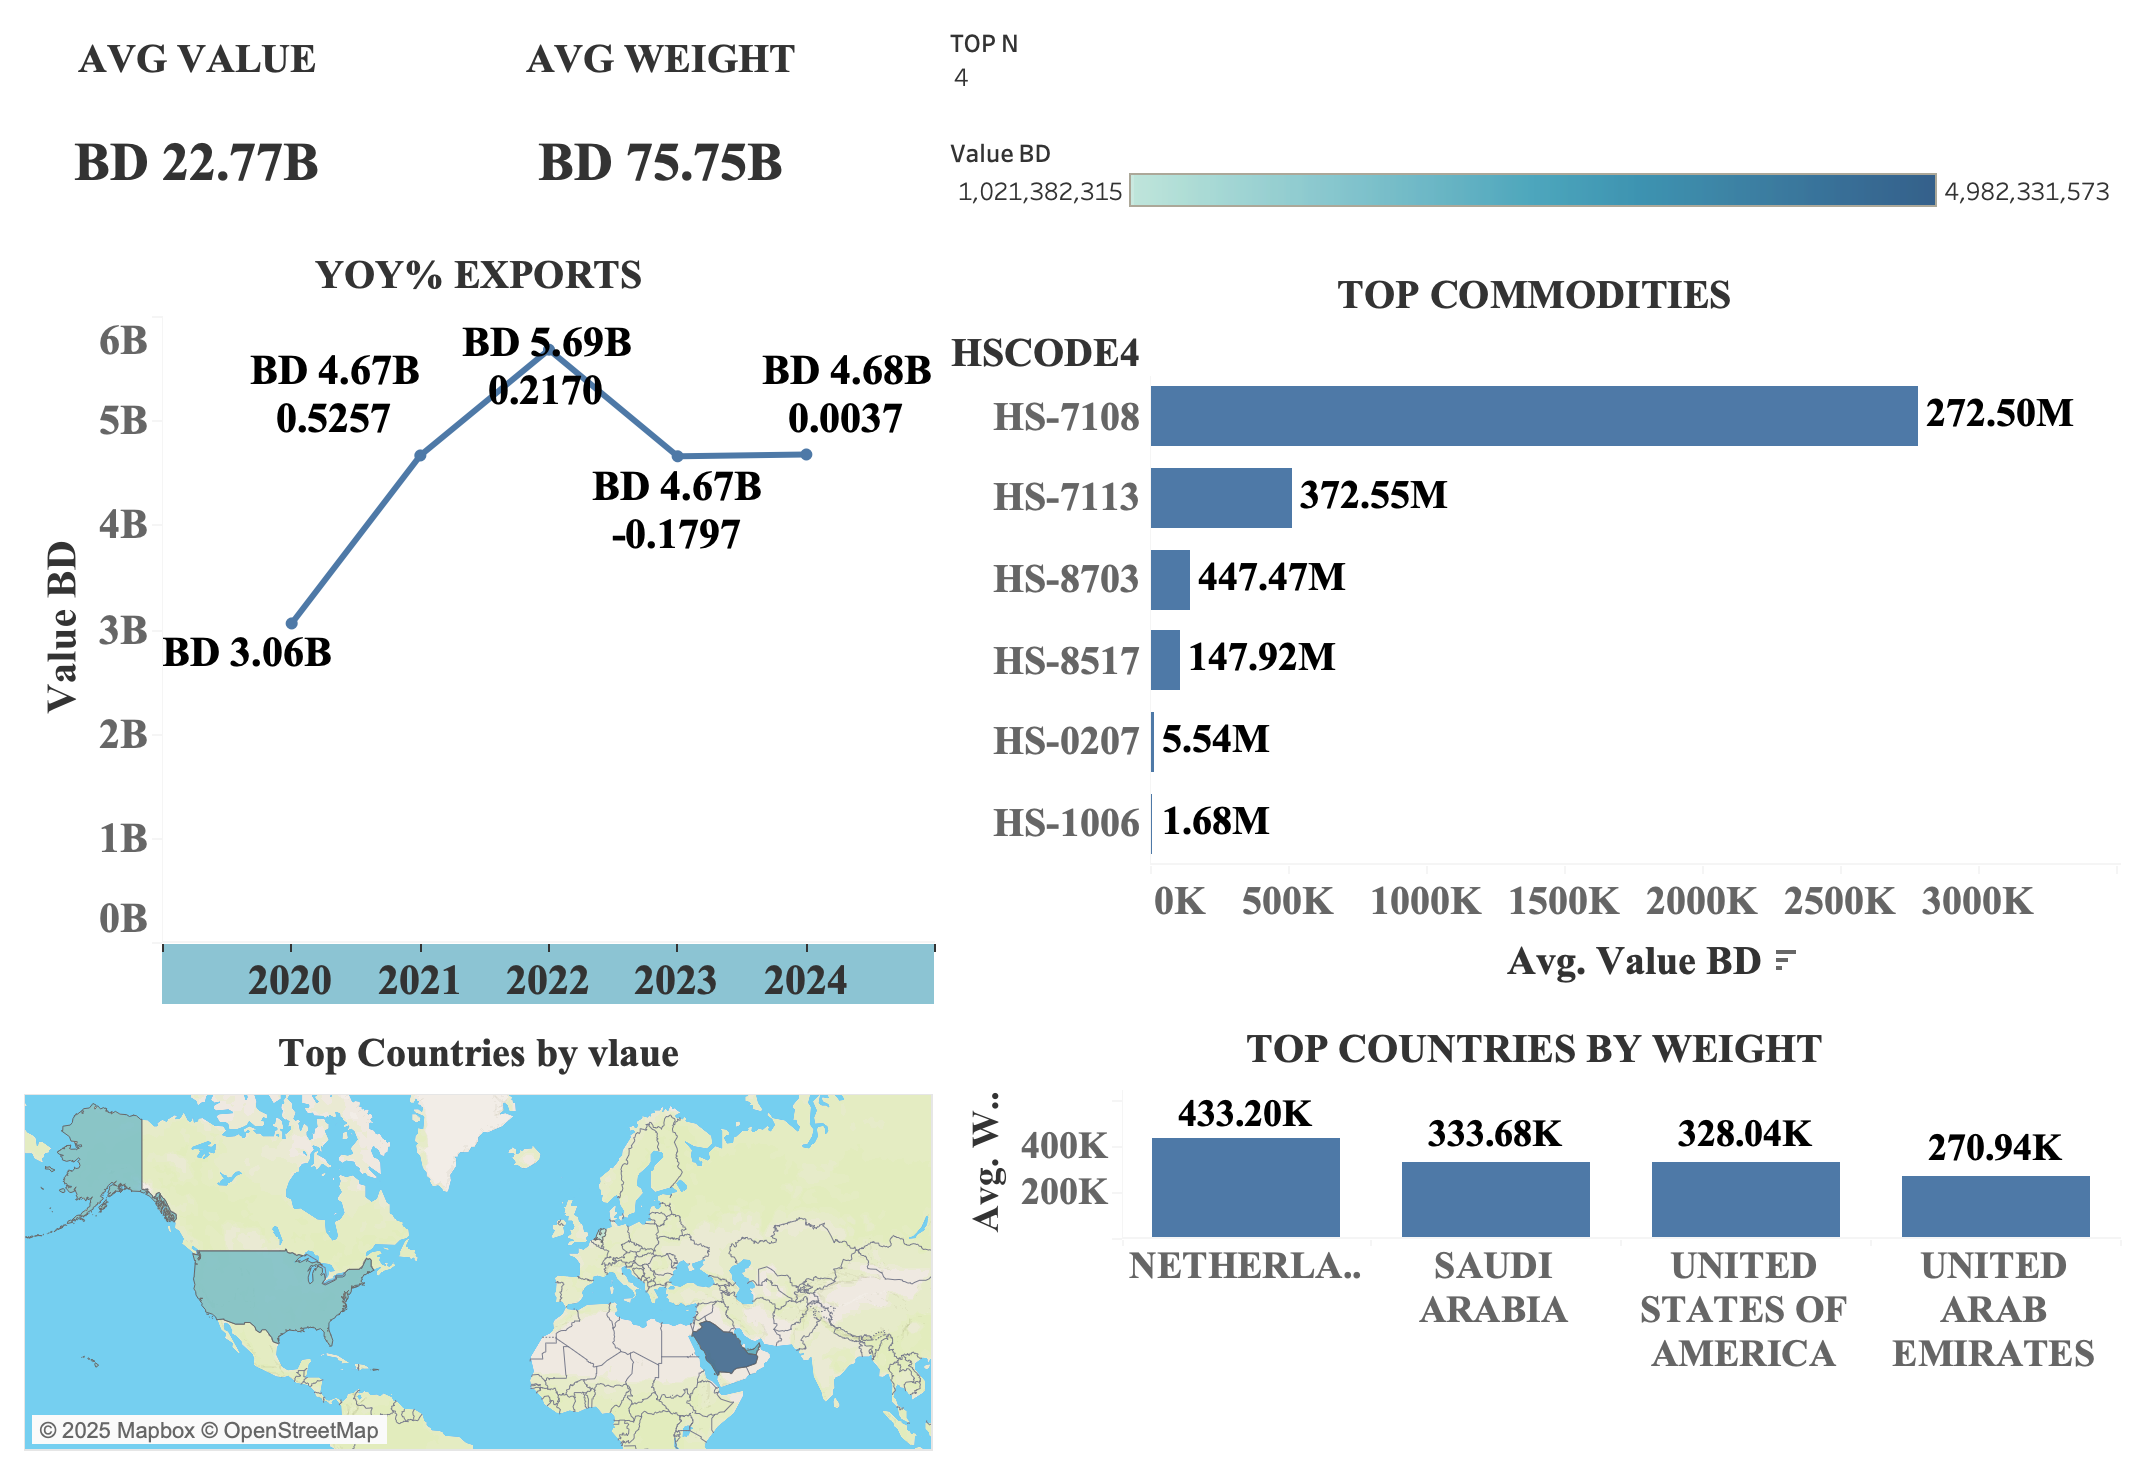 AVG VALUE
BD 22.77B
AVG WEIGHT
BD 75.75B
TOP N
4
Value BD
1,021,382,315
4,982,331,573
YOY% EXPORTS
Value BD
6B
5B
4B
3B
2B
1B
0B
BD 3.06B
BD 4.67B
0.5257
BD 5.69B
0.2170
BD 4.67B
-0.1797
BD 4.68B
0.0037
2020
2021
2022
2023
2024
TOP COMMODITIES
HSCODE4
HS-7108
272.50M
HS-7113
372.55M
HS-8703
447.47M
HS-8517
147.92M
HS-0207
5.54M
HS-1006
1.68M
0K
500K
1000K
1500K
2000K
2500K
3000K
Avg. Value BD
Top Countries by vlaue
© 2025 Mapbox © OpenStreetMap
TOP COUNTRIES BY WEIGHT
Avg. W..
400K
200K
433.20K
333.68K
328.04K
270.94K
NETHERLA..
SAUDI
ARABIA
UNITED
STATES OF
AMERICA
UNITED
ARAB
EMIRATES